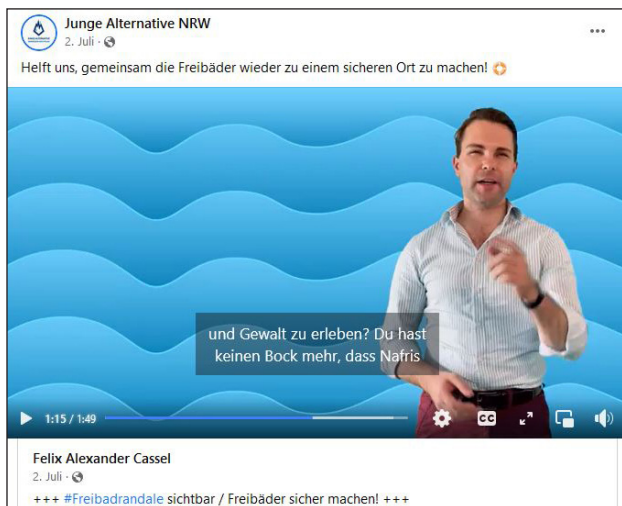 Junge Alternative NRW
2. Juli ·
Helft uns, gemeinsam die Freibäder wieder zu einem sicheren Ort zu machen!
und Gewalt zu erleben? Du hast
keinen Bock mehr, dass Nafris
1:15 / 1:49
CC
Felix Alexander Cassel
2. Juli ·
+++ #Freibadrandale sichtbar / Freibäder sicher machen! +++